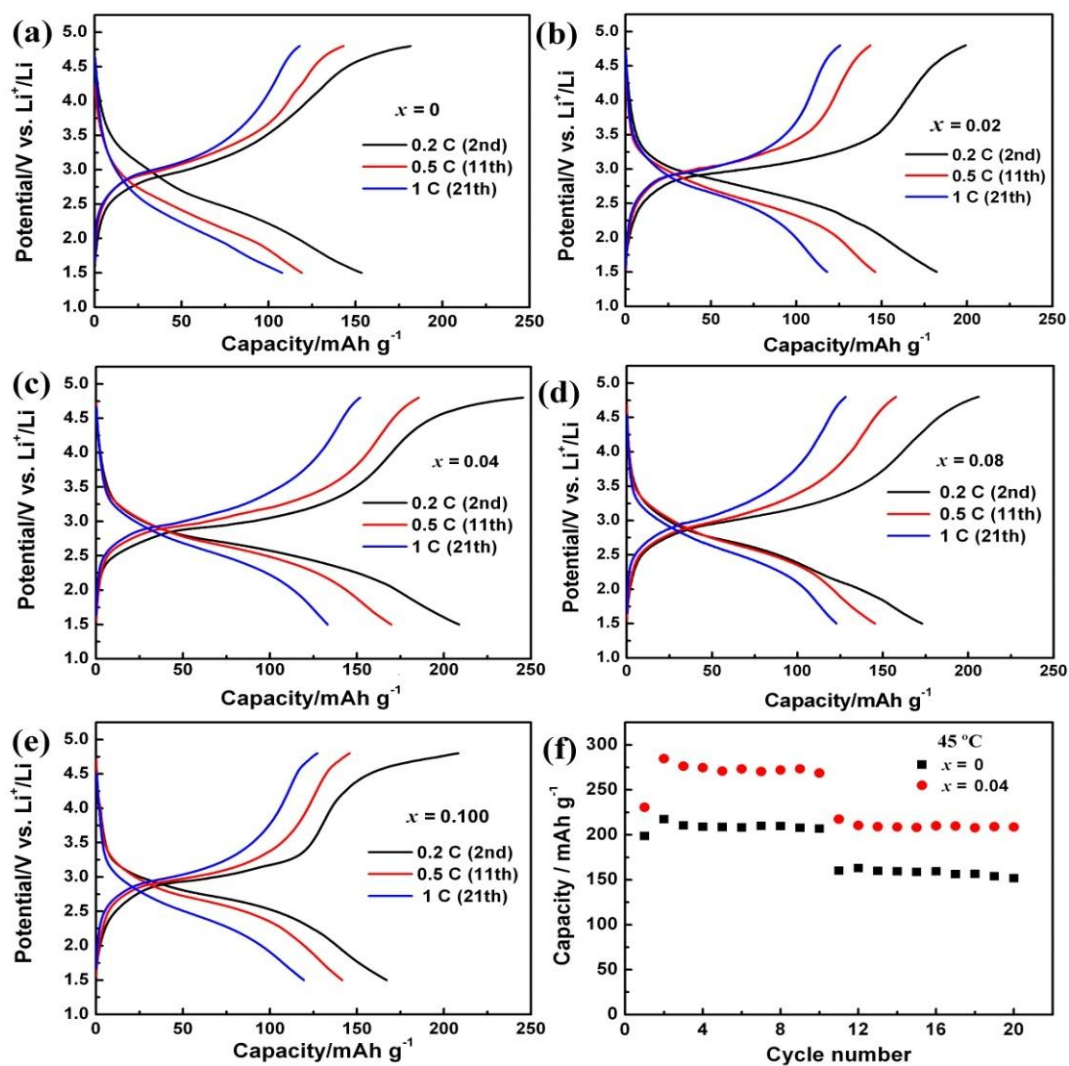 (a)
5.0
4.5
4.0
3.5
3.0
2.5
2.0
1.5
1.0
Potential/V vs. Li⁺/Li
x = 0
0.2 C (2nd)
0.5 C (11th)
1 C (21th)
0 50 100 150 200 250
Capacity/mAh g⁻¹
(b)
5.0
4.5
4.0
3.5
3.0
2.5
2.0
1.5
1.0
Potential/V vs. Li⁺/Li
x = 0.02
0.2 C (2nd)
0.5 C (11th)
1 C (21th)
0 50 100 150 200 250
Capacity/mAh g⁻¹
(c)
5.0
4.5
4.0
3.5
3.0
2.5
2.0
1.5
1.0
Potential/V vs. Li⁺/Li
x = 0.04
0.2 C (2nd)
0.5 C (11th)
1 C (21th)
0 50 100 150 200 250
Capacity/mAh g⁻¹
(d)
5.0
4.5
4.0
3.5
3.0
2.5
2.0
1.5
1.0
Potential/V vs. Li⁺/Li
x = 0.08
0.2 C (2nd)
0.5 C (11th)
1 C (21th)
0 50 100 150 200 250
Capacity/mAh g⁻¹
(e)
5.0
4.5
4.0
3.5
3.0
2.5
2.0
1.5
1.0
Potential/V vs. Li⁺/Li
x = 0.100
0.2 C (2nd)
0.5 C (11th)
1 C (21th)
0 50 100 150 200 250
Capacity/mAh g⁻¹
(f)
300
250
200
150
100
50
0
Capacity / mAh g⁻¹
45 ºC
x = 0
x = 0.04
0 4 8 12 16 20
Cycle number